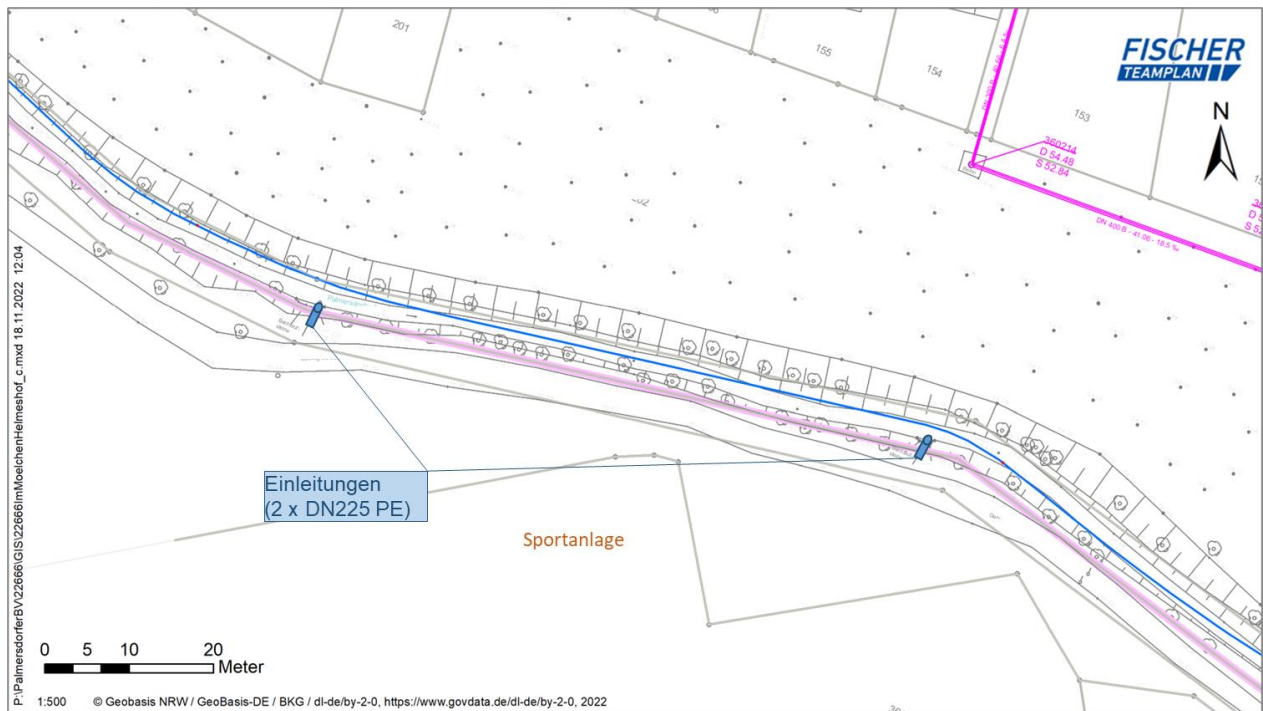 201
155
154
153
FISCHER
TEAMPLAN
N
360214
D 54.48
S 52.84
DN 400 B - 41.06 - 18.5 ‰
Einleitungen
(2 x DN225 PE)
Sportanlage
0 5 10 20
Meter
1:500 © Geobasis NRW / GeoBasis-DE / BKG / dl-de/by-2-0, https://www.govdata.de/dl-de/by-2-0, 2022
P:\PalmersdorferBV\22666\GIS\22666ImMoelchenHelmeshof_c.mxd 18.11.2022 12:04